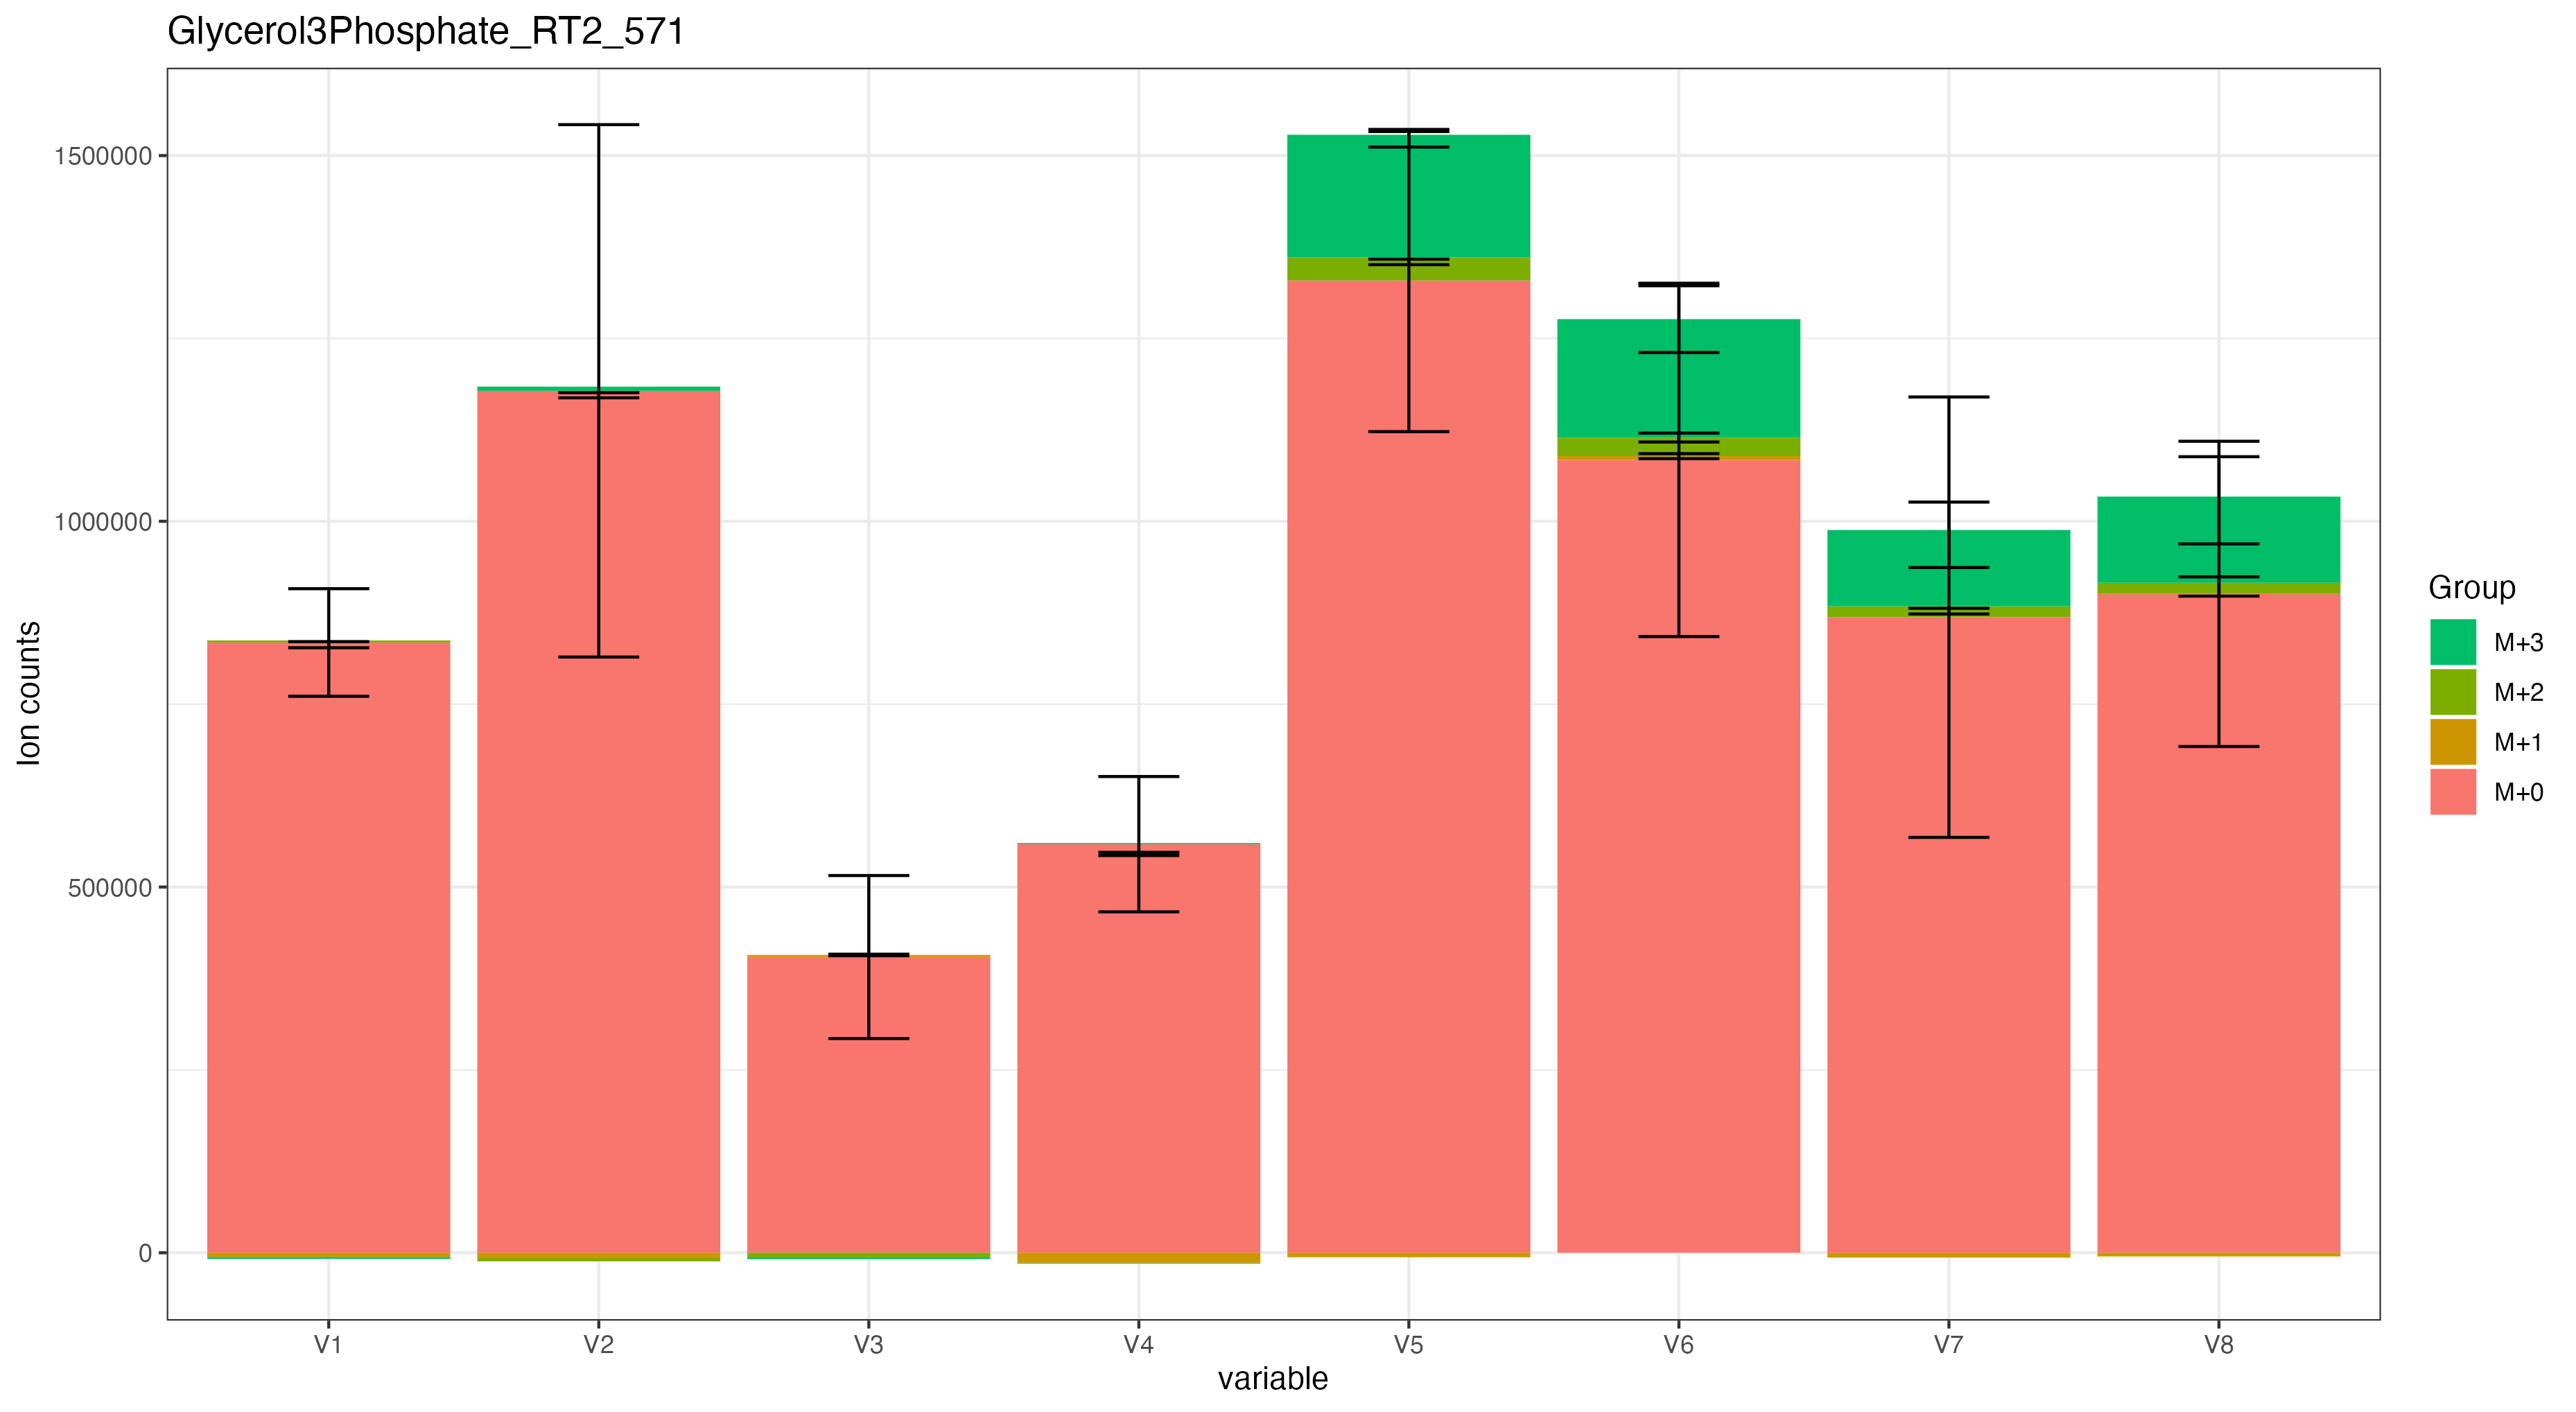 Glycerol3Phosphate_RT2_571
Ion counts
1500000
1000000
500000
0
V1 V2 V3 V4 V5 V6 V7 V8
variable
Group
M+3
M+2
M+1
M+0